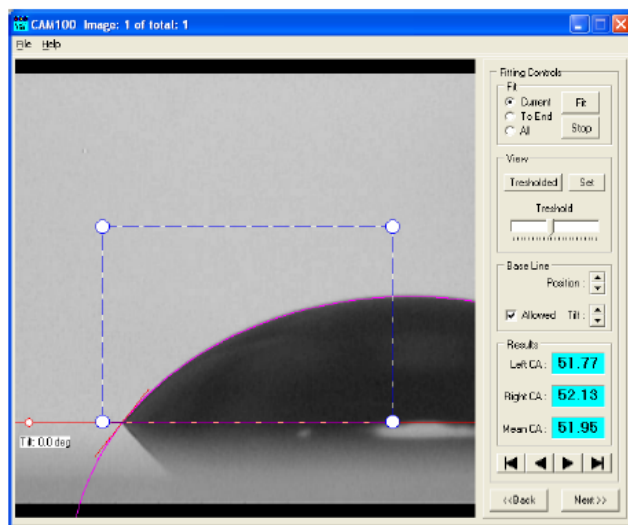 CAM100 Image: 1 of total: 1
File Help
Fitting Controls
Fit
Current
Fit
To End
All
Stop
View
Tresholded
Set
Treshold
Base Line
Position :
Allowed
Tilt :
Results
Left CA : 51.77
Right CA : 52.13
Mean CA : 51.95
Tilt: 0.0 deg
<<Back
Next>>